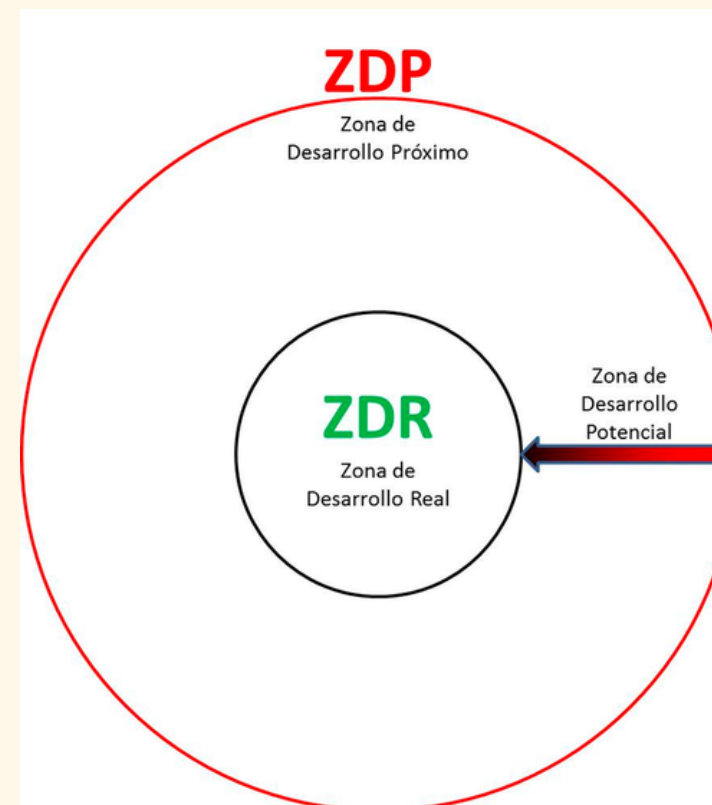 ZDP
Zona de
Desarrollo Próximo
ZDR
Zona de
Desarrollo Real
Zona de
Desarrollo
Potencial